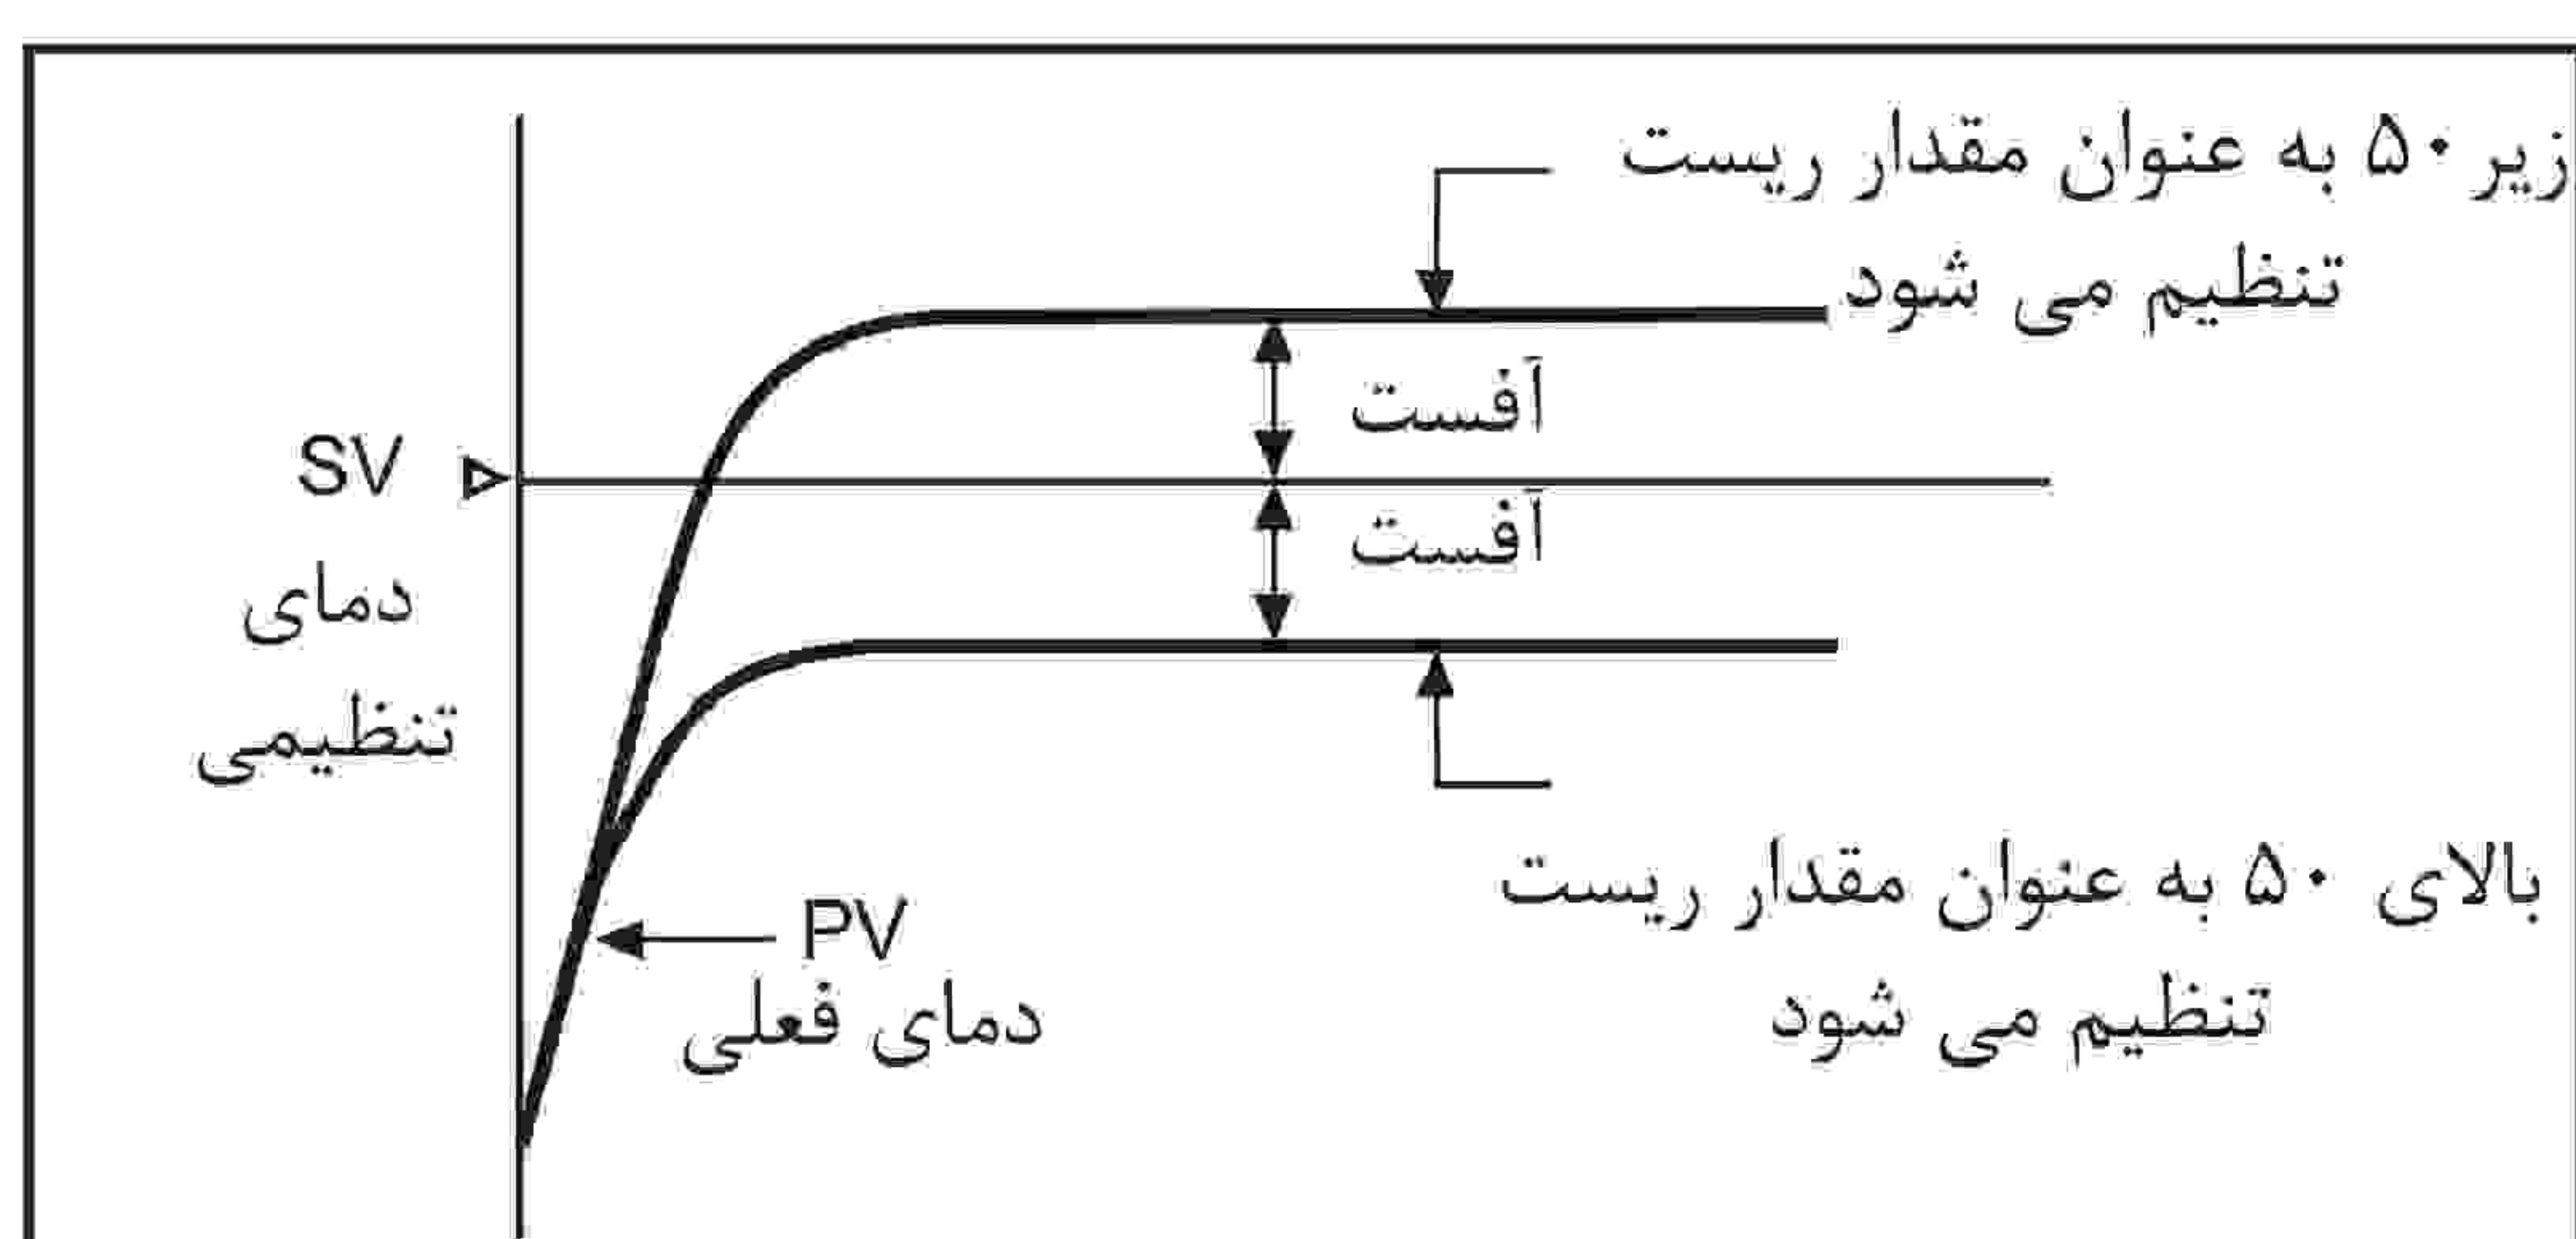 زیر ۵۰ به عنوان مقدار ریست
تنظیم می شود
آفست
SV
آفست
دمای
تنظیمی
بالای ۵۰ به عنوان مقدار ریست
PV
دمای فعلی
تنظیم می شود